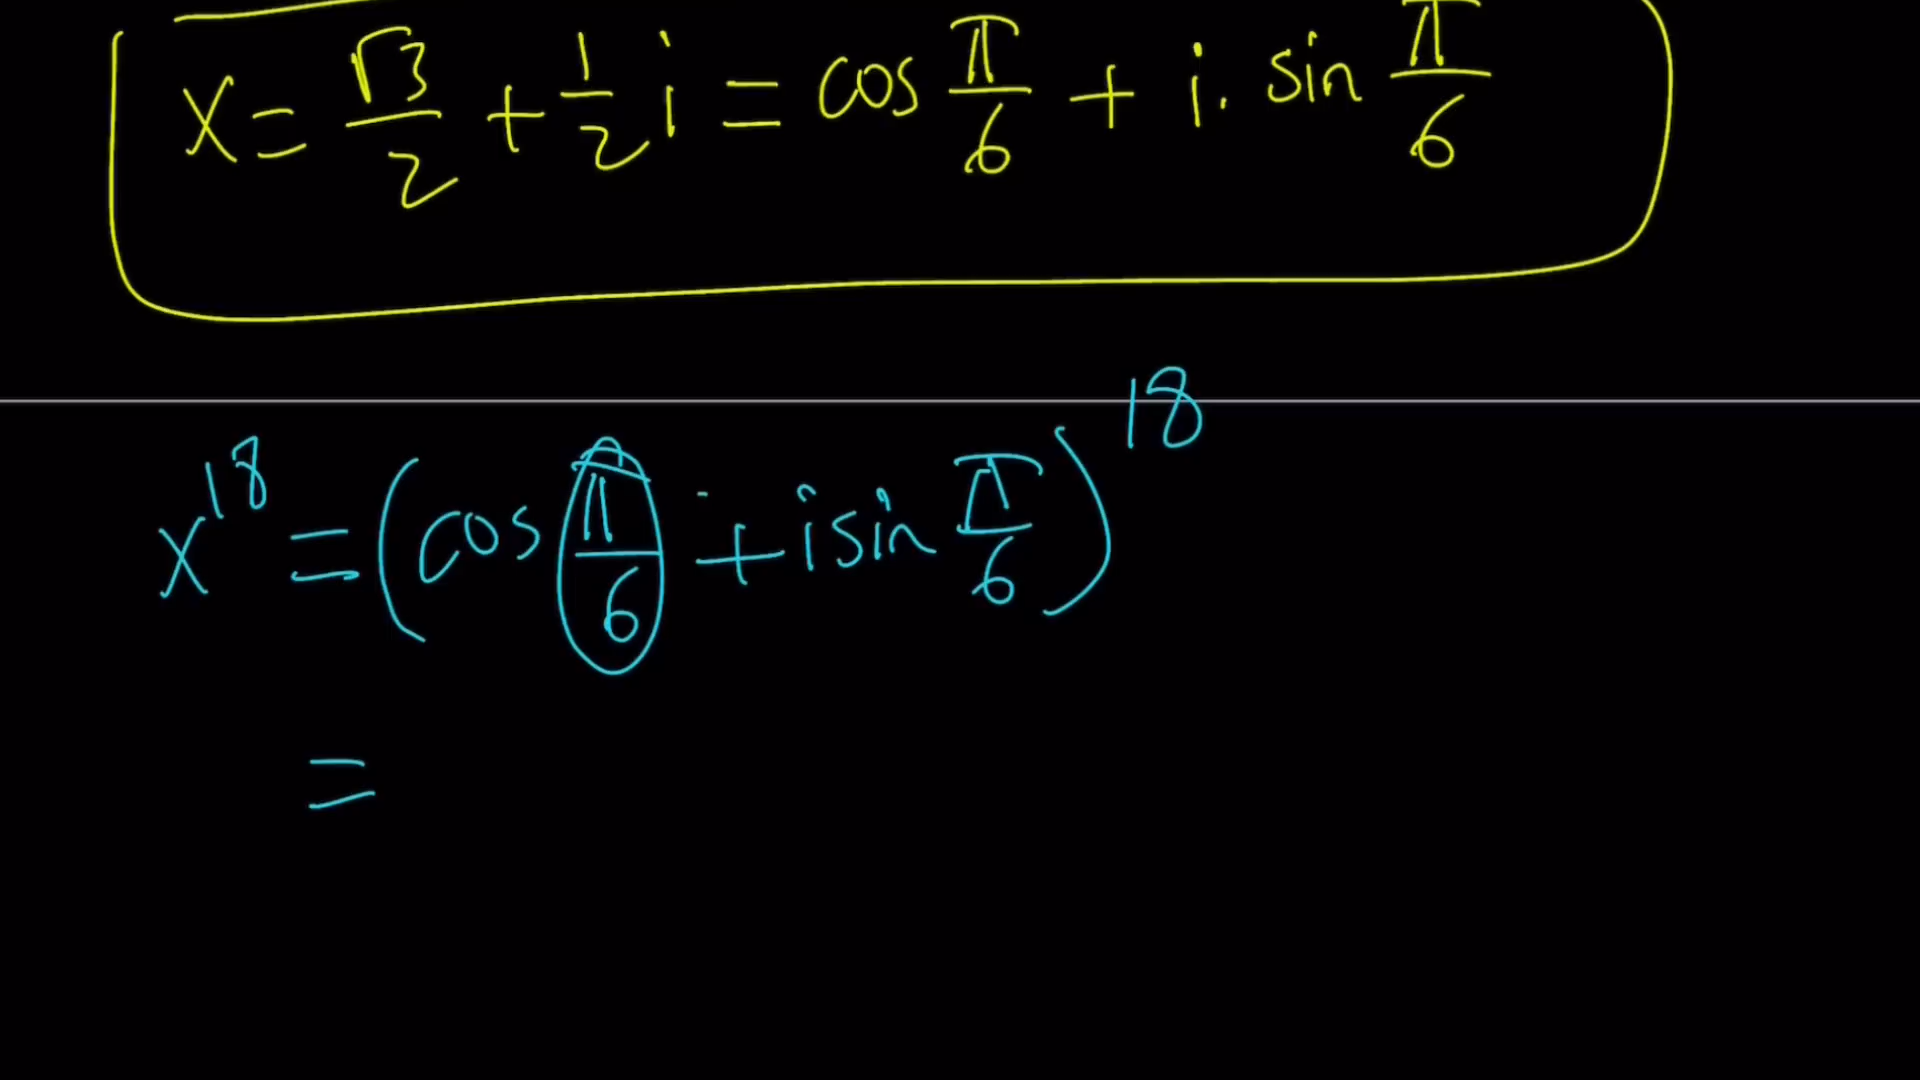 x = √3/2 + 1/2 i = cos π/6 + i. sin π/6
x^18 = (cos π/6 + i sin π/6)^18
=